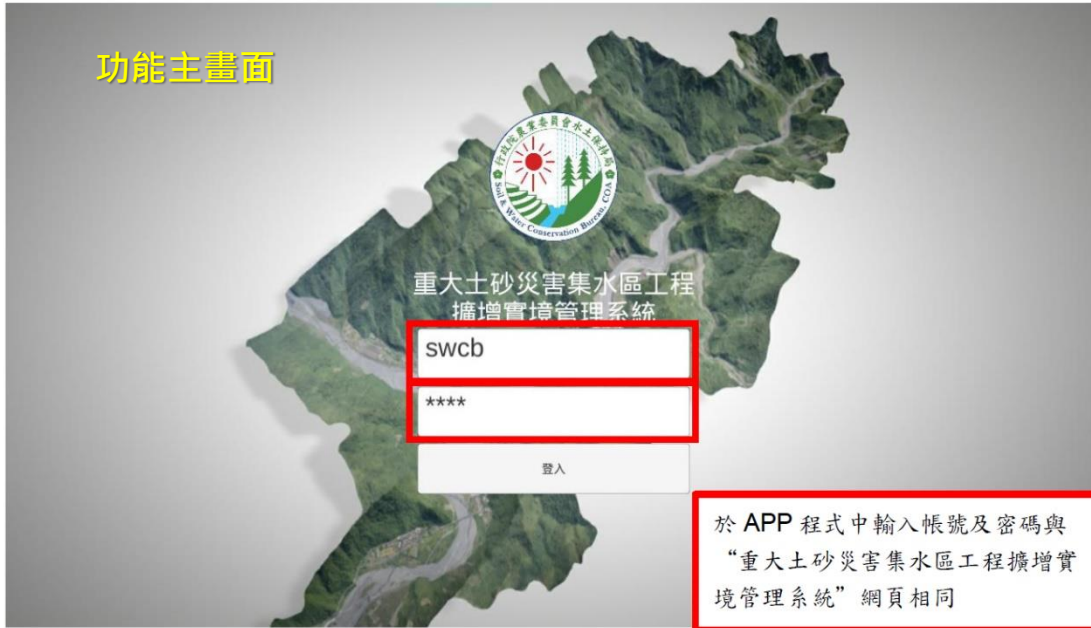 功能主畫面
行政院農業委員會水土保持局
Soil & Water Conservation Bureau, COA
重大土砂災害集水區工程
擴增實境管理系統
swcb
****
登入
於 APP 程式中輸入帳號及密碼與
“重大土砂災害集水區工程擴增實
境管理系統”網頁相同